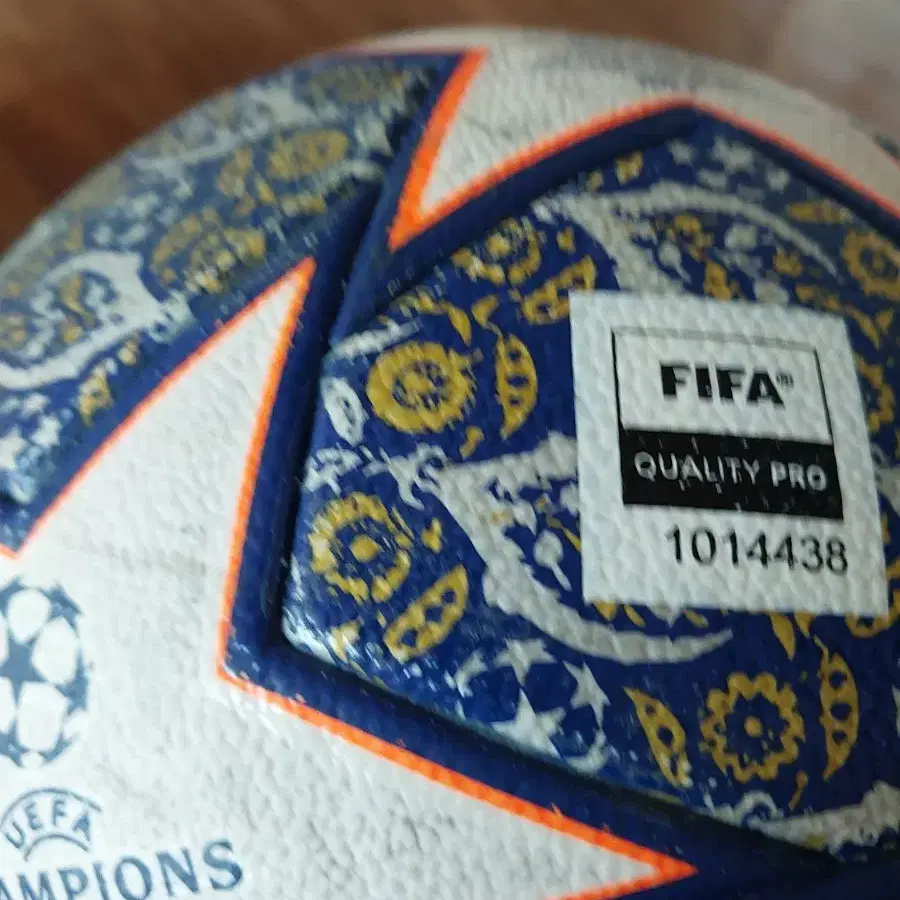 FIFA®
QUALITY PRO
1014438
UEFA
AMPIONS